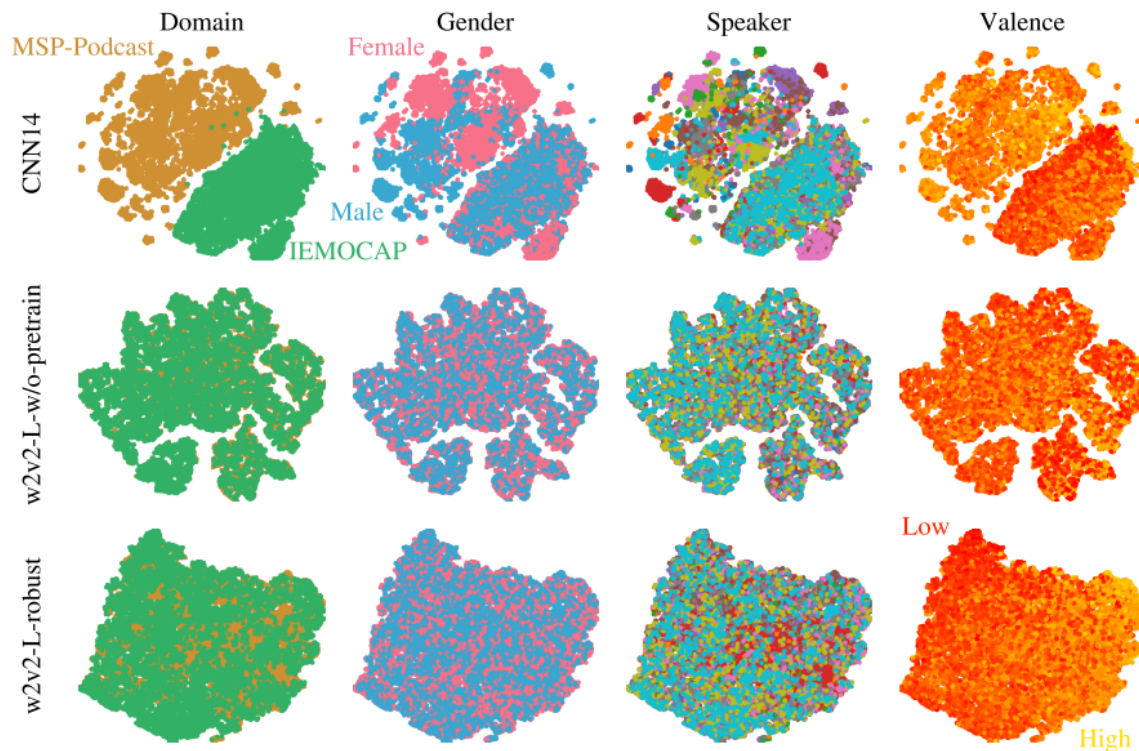 Domain
Gender
Speaker
Valence
MSP-Podcast
Female
CNN14
Male
IEMOCAP
w2v2-L-w/o-pretrain
w2v2-L-robust
Low
High